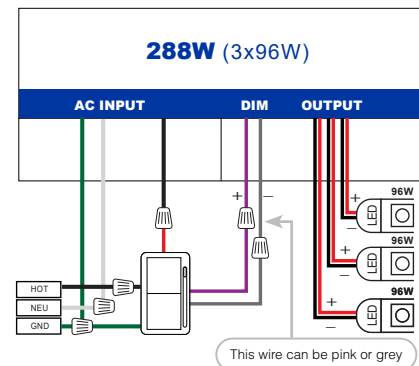 288W (3x96W)
AC INPUT DIM OUTPUT
+ −
96W
+
LED
−
96W
LED
−
96W
+
LED
−
HOT
NEU
GND
This wire can be pink or grey